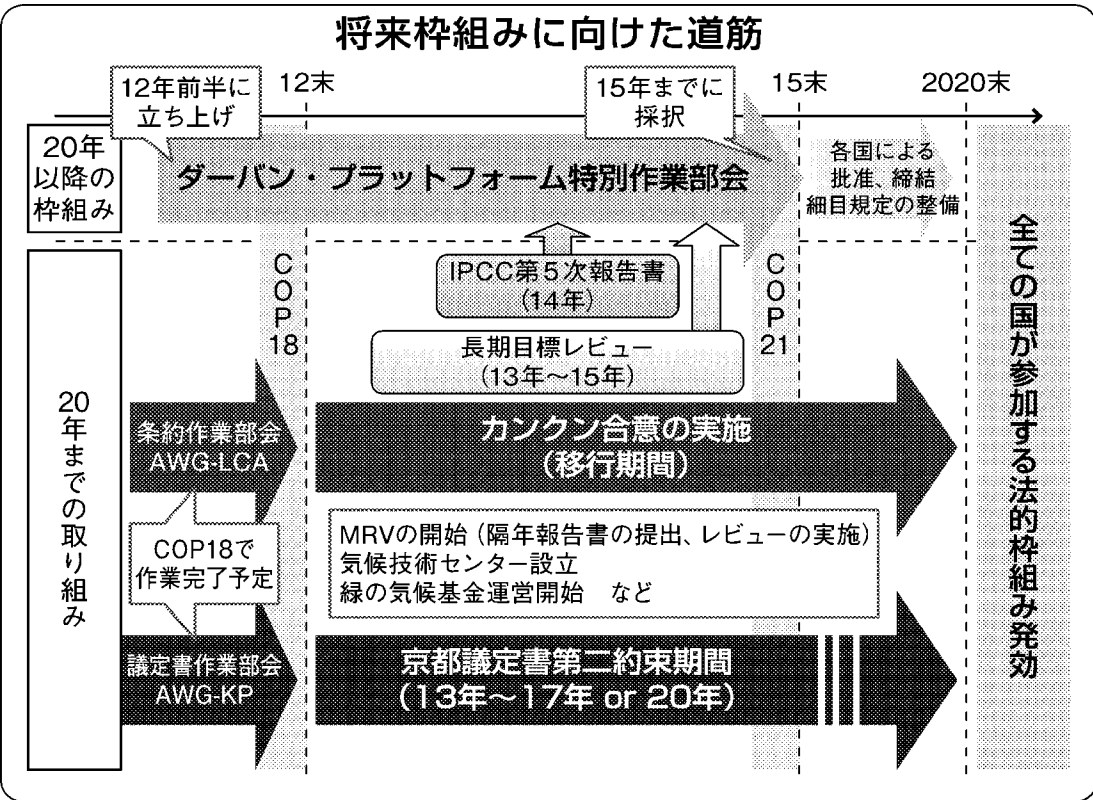 将来枠組みに向けた道筋
12年前半に
立ち上げ
12末
15年までに
採択
15末
2020末
20年
以降の
枠組み
ダーバン・プラットフォーム特別作業部会
各国による
批准、締結
細目規定の整備
COP18
IPCC第5次報告書
(14年)
長期目標レビュー
(13年～15年)
COP21
全ての国が参加する法的枠組み発効
20年までの取り組み
条約作業部会
AWG-LCA
カンクン合意の実施
(移行期間)
COP18で
作業完了予定
MRVの開始(隔年報告書の提出、レビューの実施)
気候技術センター設立
緑の気候基金運営開始　など
議定書作業部会
AWG-KP
京都議定書第二約束期間
(13年～17年 or 20年)